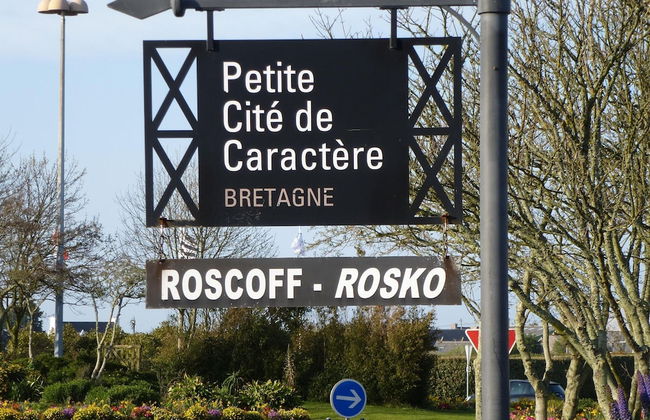 Petite
Cité de
Caractère
BRETAGNE
ROSCOFF - ROSKO